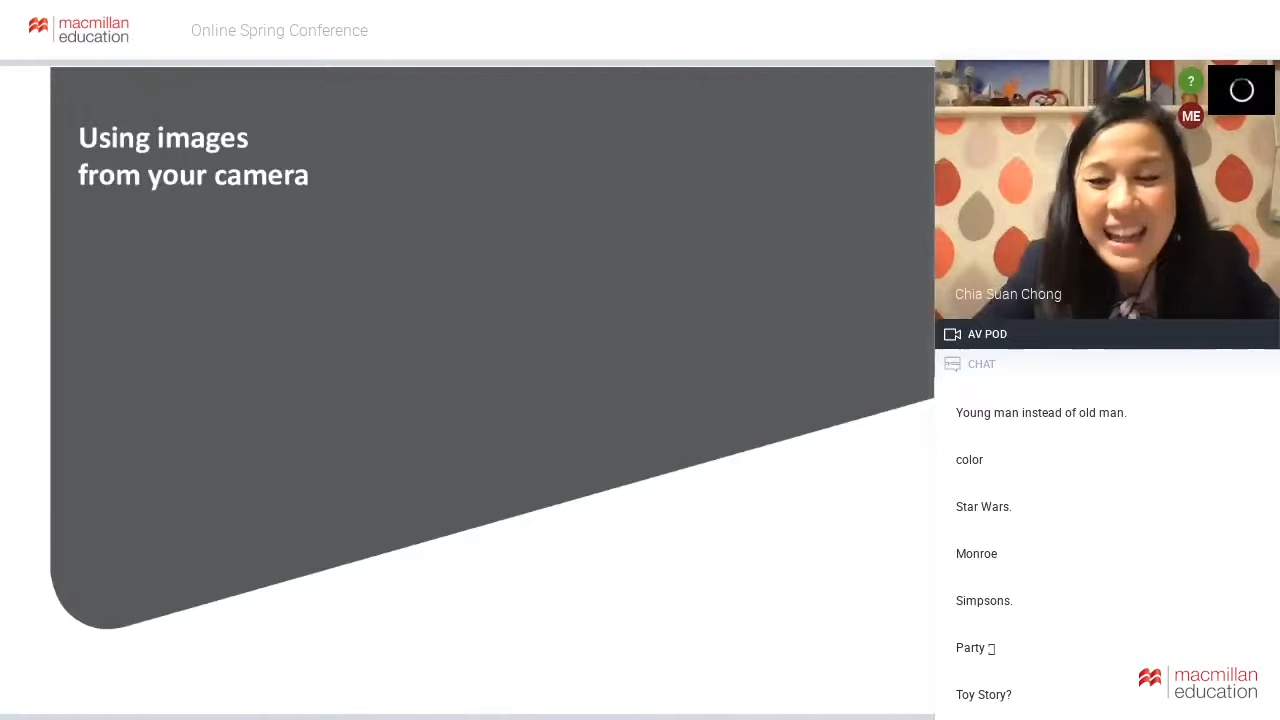 macmillan
education
Online Spring Conference
Using images
from your camera
?
ME
Chia Suan Chong
AV POD
CHAT
Young man instead of old man.
color
Star Wars.
Monroe
Simpsons.
Party
Toy Story?
macmillan
education